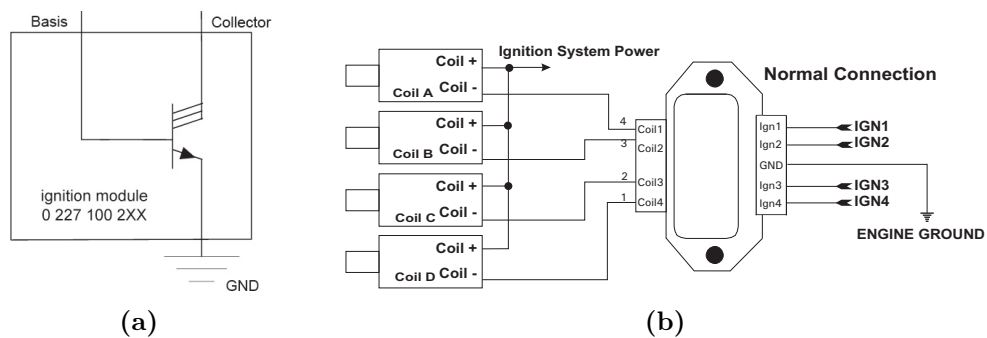 Basis Collector
ignition module
0 227 100 2XX
GND
(a)
Ignition System Power
Normal Connection
Coil +
Coil A Coil -
Coil +
Coil B Coil -
Coil +
Coil C Coil -
Coil +
Coil D Coil -
4 Coil1
3 Coil2
2 Coil3
1 Coil4
Ign1 IGN1
Ign2 IGN2
GND
Ign3 IGN3
Ign4 IGN4
ENGINE GROUND
(b)